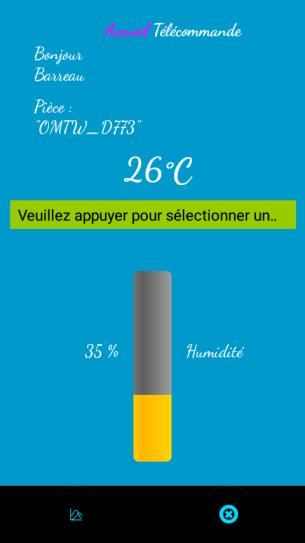 Accueil Télécommande
Bonjour
Barreau
Pièce :
"OMTW_D773"
26°C
Veuillez appuyer pour sélectionner un..
35 % Humidité